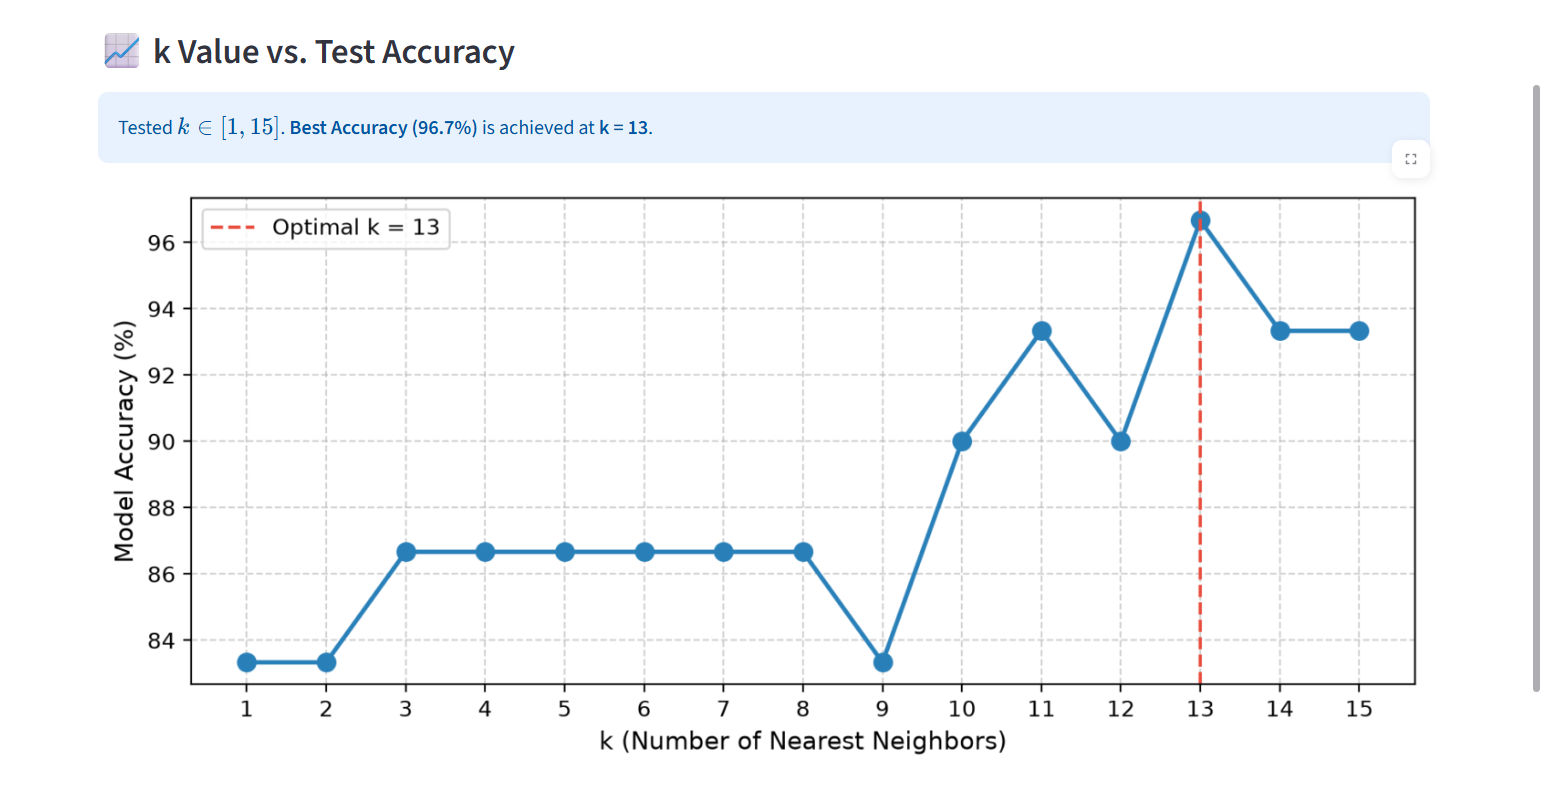 📈 k Value vs. Test Accuracy
Tested k ∈ [1, 15]. Best Accuracy (96.7%) is achieved at k = 13.
Optimal k = 13
Model Accuracy (%)
96
94
92
90
88
86
84
1 2 3 4 5 6 7 8 9 10 11 12 13 14 15
k (Number of Nearest Neighbors)